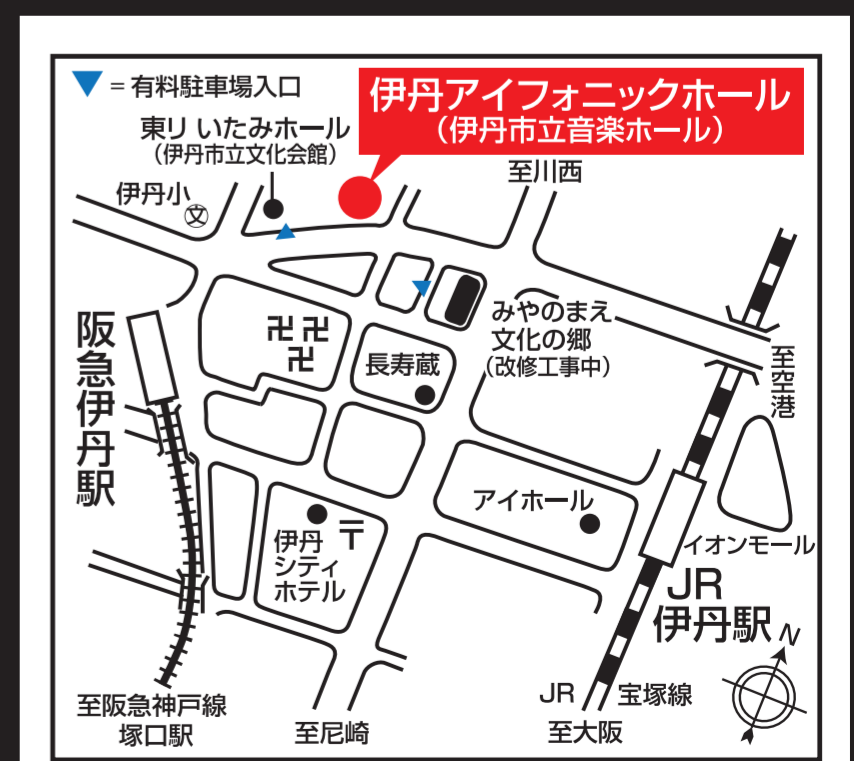 ▼＝有料駐車場入口
伊丹アイフォニックホール
（伊丹市立音楽ホール）
東リ いたみホール
（伊丹市立文化会館）
至川西
伊丹小
文
卍卍
卍
みやのまえ
文化の郷
（改修工事中）
長寿蔵
至空港
阪急伊丹駅
アイホール
イオンモール
伊丹
シティ
ホテル
〒
JR
伊丹駅
N
至阪急神戸線
塚口駅
至尼崎
JR 宝塚線
至大阪